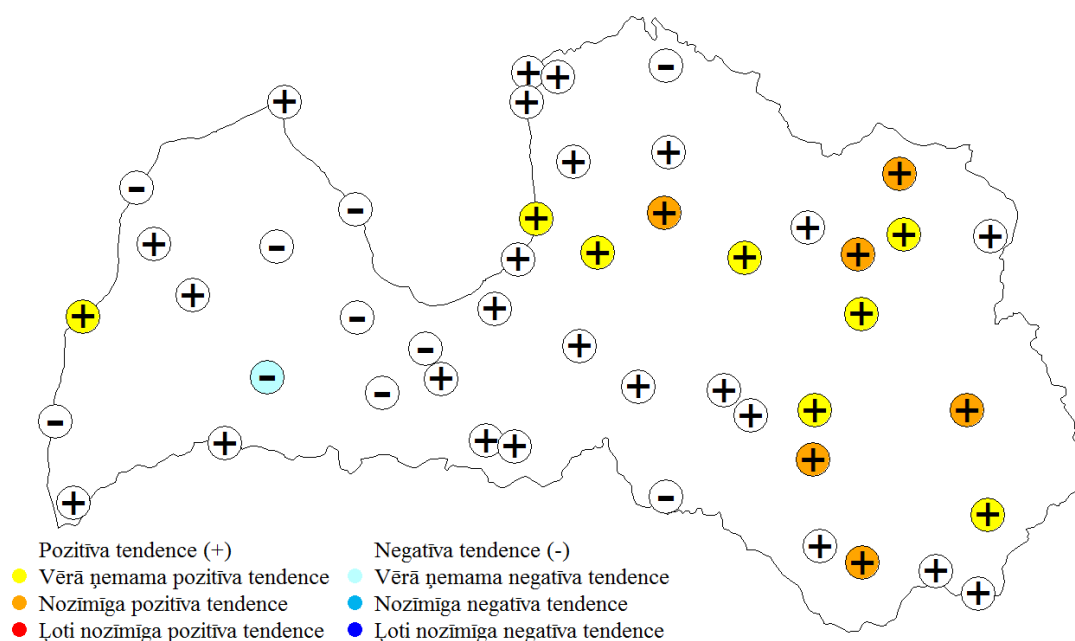 Pozitīva tendence (+)
Vērā ņemama pozitīva tendence
Nozīmīga pozitīva tendence
Ļoti nozīmīga pozitīva tendence
Negatīva tendence (-)
Vērā ņemama negatīva tendence
Nozīmīga negatīva tendence
Ļoti nozīmīga negatīva tendence